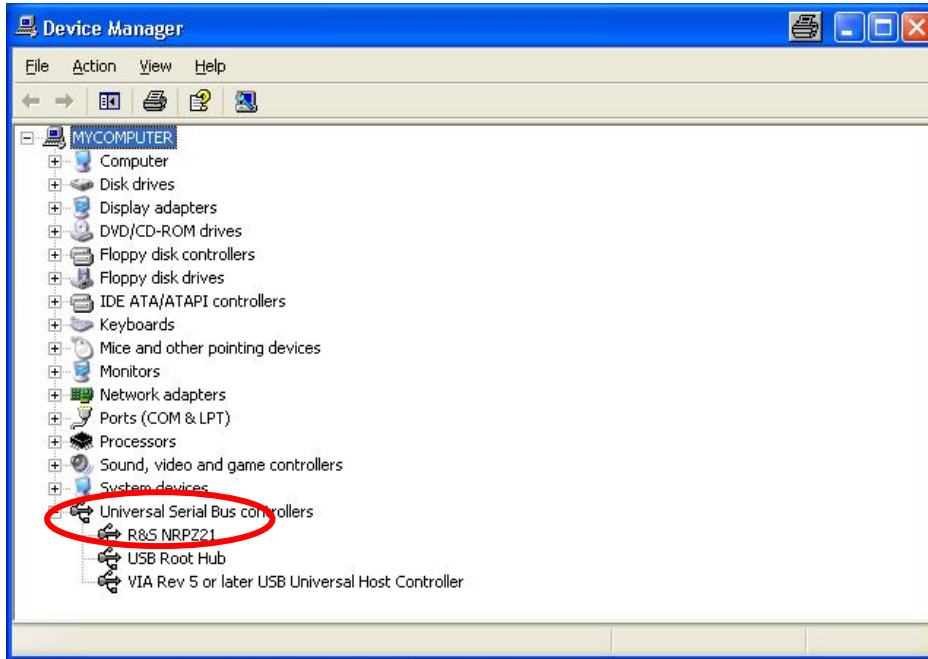 Device Manager
File Action View Help
MYCOMPUTER
Computer
Disk drives
Display adapters
DVD/CD-ROM drives
Floppy disk controllers
Floppy disk drives
IDE ATA/ATAPI controllers
Keyboards
Mice and other pointing devices
Monitors
Network adapters
Ports (COM & LPT)
Processors
Sound, video and game controllers
System devices
Universal Serial Bus controllers
R&S NRPZ21
USB Root Hub
VIA Rev 5 or later USB Universal Host Controller